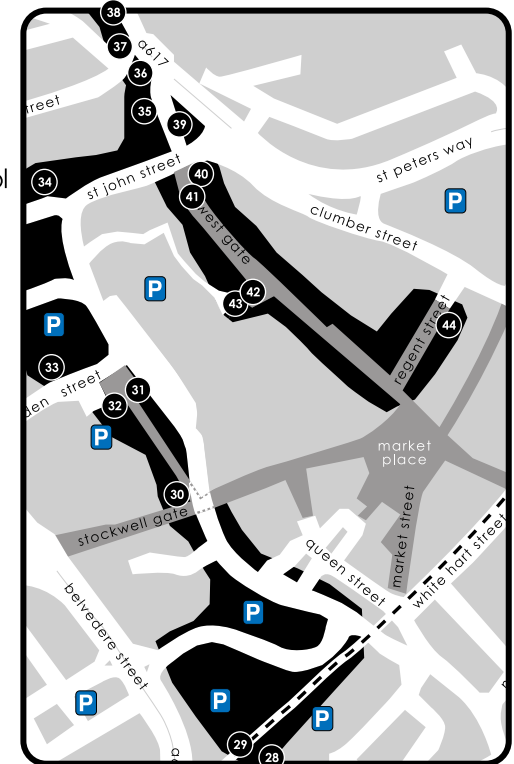 38
37
a617
36
35
39
reet
st john street
st peters way
34
40
ol
41
P
west gate
clumber street
P
42
43
P
44
regent street
33
den street
31
32
P
market
place
30
stockwell gate
market street
white hart street
queen street
belvedere street
P
P
P
P
29
28